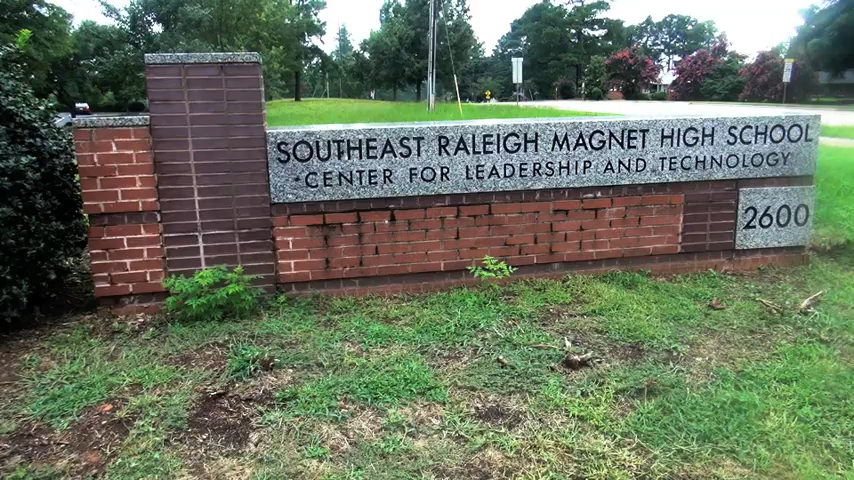 SOUTHEAST RALEIGH MAGNET HIGH SCHOOL
CENTER FOR LEADERSHIP AND TECHNOLOGY
2600